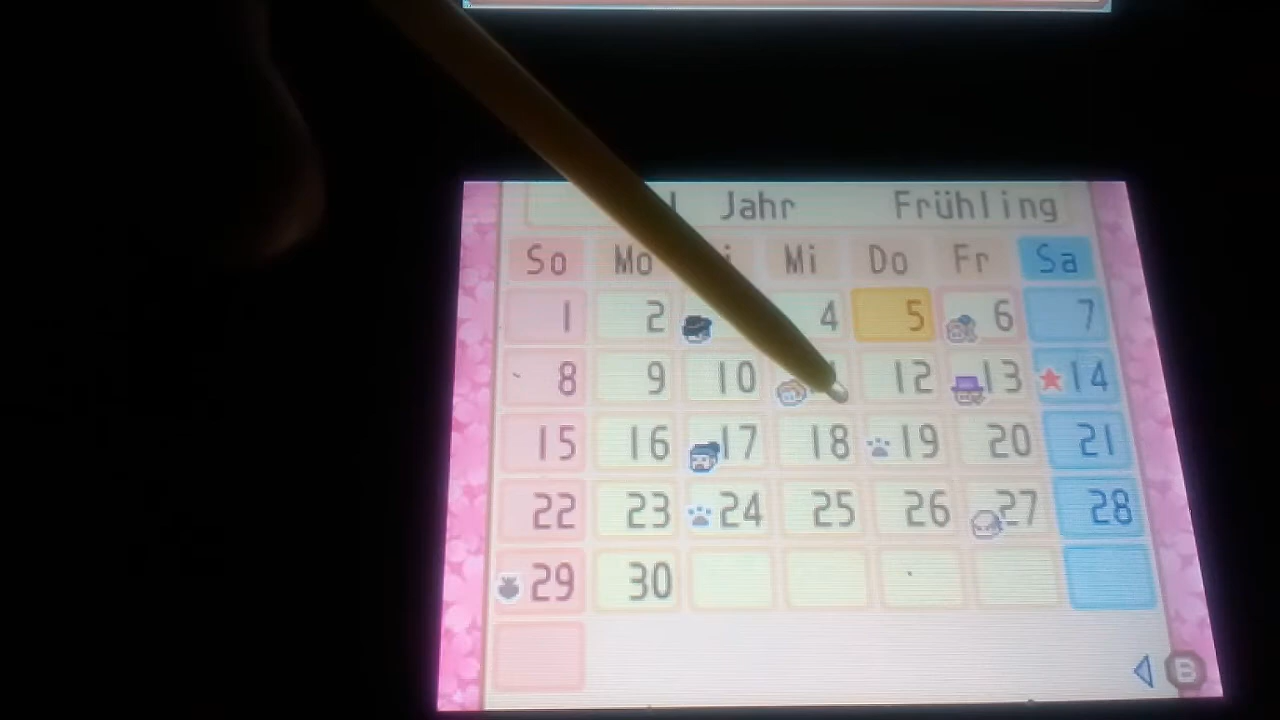 Jahr Frühling
So Mo Mi Do Fr Sa
1 2 4 5 6 7
8 9 10 12 13 14
15 16 17 18 19 20 21
22 23 24 25 26 27 28
29 30
B